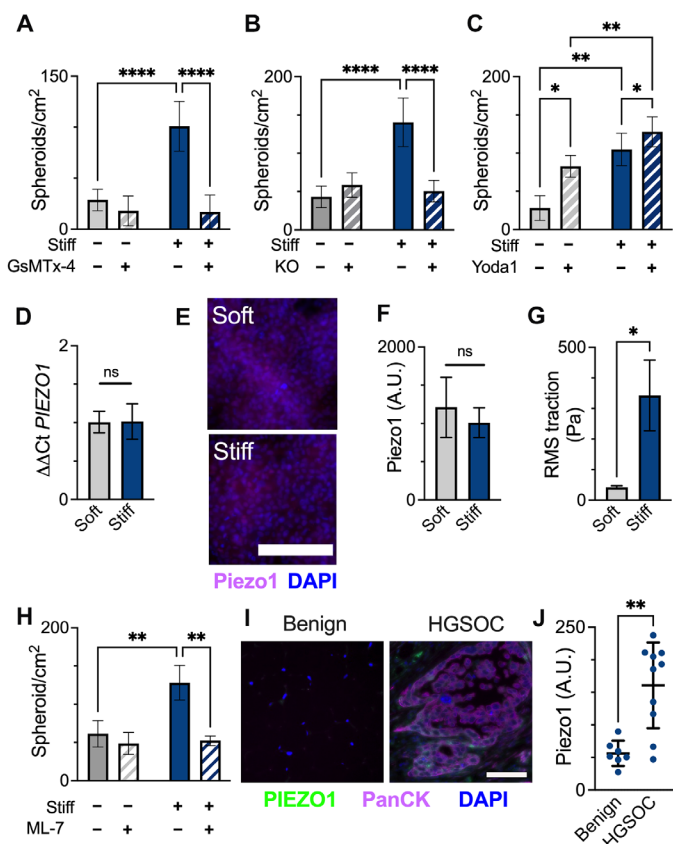 A
B
C
Spheroids/cm²
150
0
**** ****
Stiff – – + +
GsMTx-4 – + – +
Spheroids/cm²
200
0
**** ****
Stiff – – + +
KO – + – +
Spheroids/cm²
200
0
**
** 
* *
Stiff – – + +
Yoda1 – + – +
D
E
F
G
ΔΔCt PIEZO1
2
1
0
ns
Soft
Stiff
Soft
Stiff
Piezo1 DAPI
Piezo1 (A.U.)
2000
0
ns
Soft
Stiff
RMS traction
(Pa)
500
0
*
Soft
Stiff
H
I
J
Spheroid/cm²
200
0
** **
Stiff – – + +
ML-7 – + – +
Benign HGSOC
PIEZO1 PanCK DAPI
Piezo1 (A.U.)
250
0
**
Benign
HGSOC